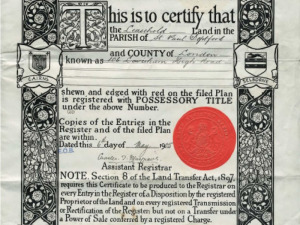 This is to certify that
the Leasehold Land in the
PARISH of St Paul Deptford
and COUNTY of London
known as High Road
shewn and edged with red on the filed Plan
is registered with POSSESSORY TITLE
under the above Number.
Copies of the Entries in the
Register and of the filed Plan
are within.
Dated this day of May
Assistant Registrar
NOTE. Section 8 of the Land Transfer Act, 1897,
requires this Certificate to be produced to the Registrar on
every Entry in the Register of a Disposition by the registered
Proprietor of the Land and on every registered Transmission
or Rectification of the Register; but not on a Transfer under
a Power of Sale conferred by a registered Charge.
CAIRNS
SELBORNE